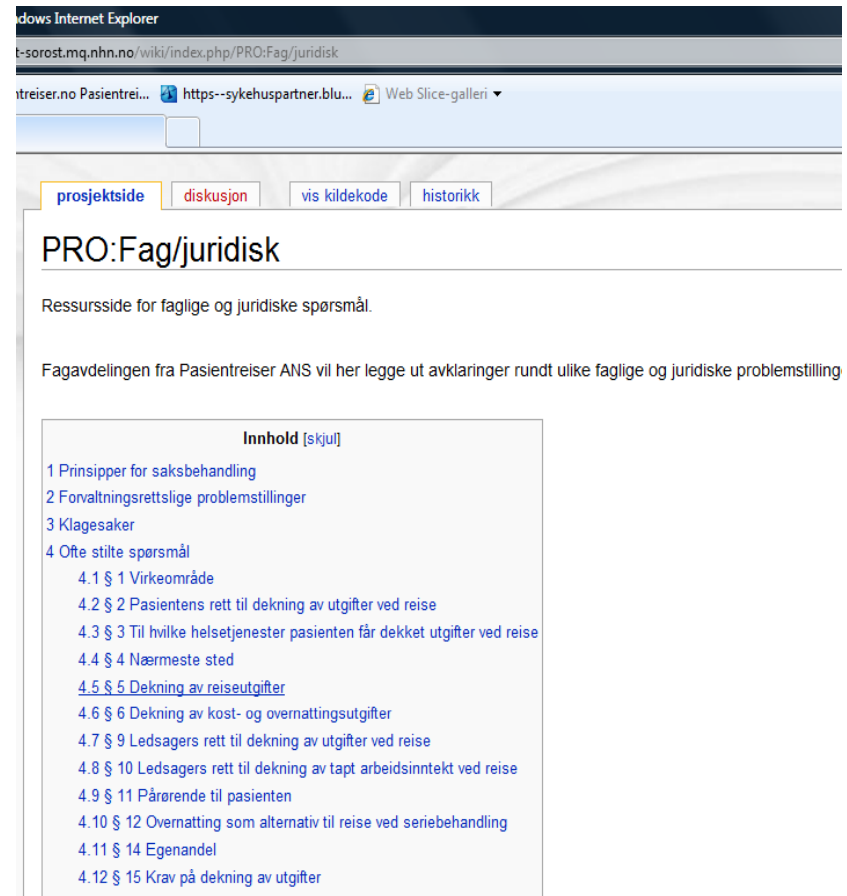 dows Internet Explorer
t-sorost.mq.nhn.no/wiki/index.php/PRO:Fag/juridisk
treiser.no Pasientrei... https--sykehuspartner.blu... Web Slice-galleri
prosjektside diskusjon vis kildekode historikk
PRO:Fag/juridisk
Ressursside for faglige og juridiske spørsmål.
Fagavdelingen fra Pasientreiser ANS vil her legge ut avklaringer rundt ulike faglige og juridiske problemstilling
Innhold [skjul]
1 Prinsipper for saksbehandling
2 Forvaltningsrettslige problemstillinger
3 Klagesaker
4 Ofte stilte spørsmål
4.1 § 1 Virkeområde
4.2 § 2 Pasientens rett til dekning av utgifter ved reise
4.3 § 3 Til hvilke helsetjenester pasienten får dekket utgifter ved reise
4.4 § 4 Nærmeste sted
4.5 § 5 Dekning av reiseutgifter
4.6 § 6 Dekning av kost- og overnattingsutgifter
4.7 § 9 Ledsagers rett til dekning av utgifter ved reise
4.8 § 10 Ledsagers rett til dekning av tapt arbeidsinntekt ved reise
4.9 § 11 Pårørende til pasienten
4.10 § 12 Overnatting som alternativ til reise ved seriebehandling
4.11 § 14 Egenandel
4.12 § 15 Krav på dekning av utgifter